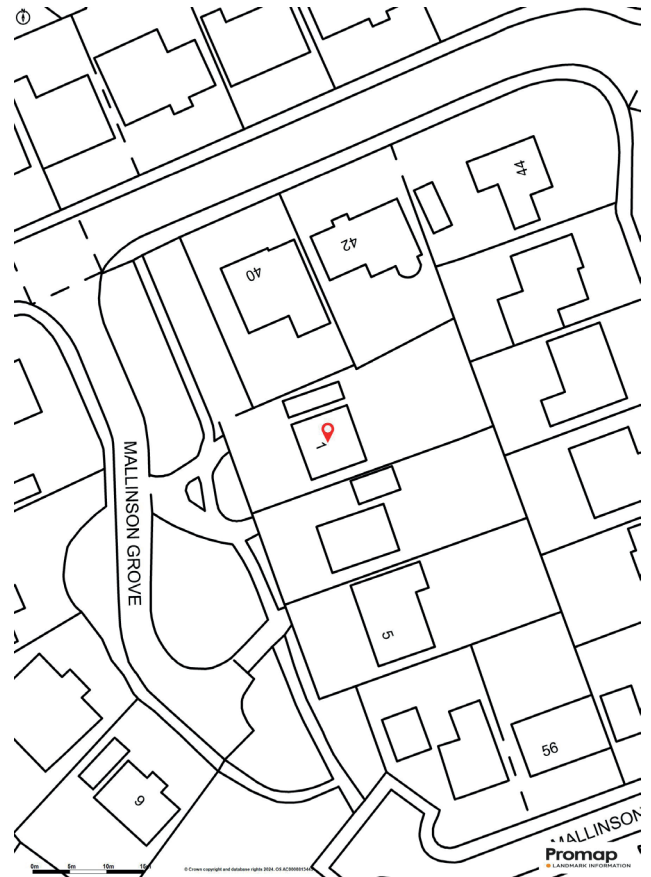 44
42
40
1
MALLINSON GROVE
5
56
9
MALLINSON
0m 5m 10m 15m
© Crown copyright and database rights 2024. OS
Promap
LANDMARK INFORMATION